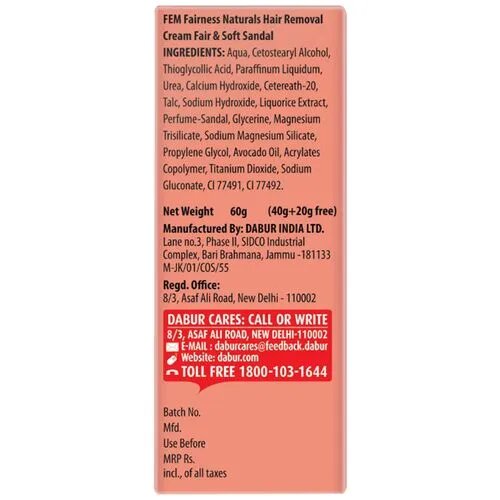 FEM Fairness Naturals Hair Removal
Cream Fair & Soft Sandal
INGREDIENTS: Aqua, Cetostearyl Alcohol,
Thioglycollic Acid, Paraffinum Liquidum,
Urea, Calcium Hydroxide, Cetereath-20,
Talc, Sodium Hydroxide, Liquorice Extract,
Perfume-Sandal, Glycerine, Magnesium
Trisilicate, Sodium Magnesium Silicate,
Propylene Glycol, Avocado Oil, Acrylates
Copolymer, Titanium Dioxide, Sodium
Gluconate, CI 77491, CI 77492.
Net Weight 60g (40g+20g free)
Manufactured By: DABUR INDIA LTD.
Lane no.3, Phase II, SIDCO Industrial
Complex, Bari Brahmana, Jammu -181133
M-JK/01/COS/55
Regd. Office:
8/3, Asaf Ali Road, New Delhi - 110002
DABUR CARES: CALL OR WRITE
8/3, ASAF ALI ROAD, NEW DELHI-110002
E-MAIL : daburcares@feedback.dabur
Website: dabur.com
TOLL FREE 1800-103-1644
Batch No.
Mfd.
Use Before
MRP Rs.
incl., of all taxes